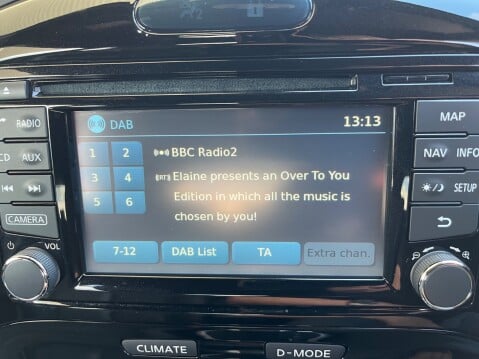 DAB
13:13
1 2
3 4
5 6
BBC Radio2
Elaine presents an Over To You
Edition in which all the music is
chosen by you!
7-12 DAB List TA Extra chan.
RADIO
CD AUX
CAMERA
VOL
MAP
NAV INFO
SETUP
CLIMATE
D-MODE